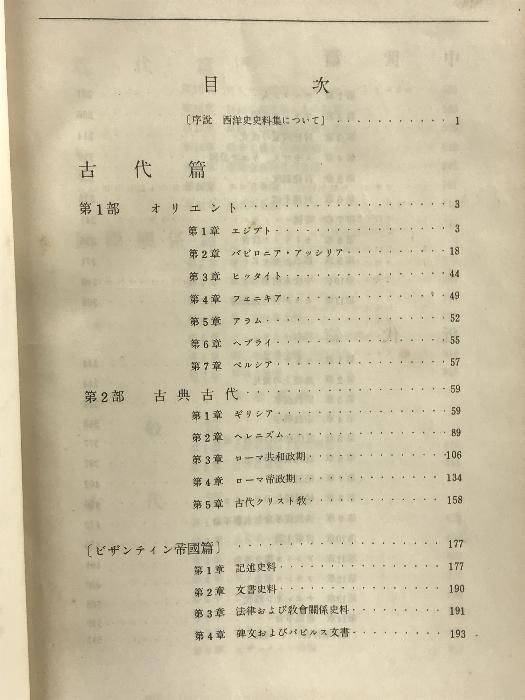 目 次
〔序説 西洋史史料集について〕 ・・・・・・・・・・・ 1
古代篇
第1部 オリエント ・・・・・・・・・・・・・・・・・・・ 3
第1章 エジプト ・・・・・・・・・・・・・・・・ 3
第2章 バビロニア・アッシリア ・・・・・・・・・・ 18
第3章 ヒッタイト ・・・・・・・・・・・・・・・ 44
第4章 フェニキア ・・・・・・・・・・・・・・・ 49
第5章 アラム ・・・・・・・・・・・・・・・・・ 52
第6章 ヘブライ ・・・・・・・・・・・・・・・・ 55
第7章 ペルシア ・・・・・・・・・・・・・・・・ 57
第2部 古典古代 ・・・・・・・・・・・・・・・・・・・ 59
第1章 ギリシア ・・・・・・・・・・・・・・・・ 59
第2章 ヘレニズム ・・・・・・・・・・・・・・・ 89
第3章 ローマ共和政期 ・・・・・・・・・・・・・ 106
第4章 ローマ帝政期 ・・・・・・・・・・・・・・ 134
第5章 古代クリスト教 ・・・・・・・・・・・・・ 158
〔ビザンティン帝國篇〕 ・・・・・・・・・・・・・・・・ 177
第1章 記述史料 ・・・・・・・・・・・・・・・・ 177
第2章 文書史料 ・・・・・・・・・・・・・・・・ 190
第3章 法律および敎會關係史料 ・・・・・・・・・ 191
第4章 碑文およびパピルス文書 ・・・・・・・・・ 193